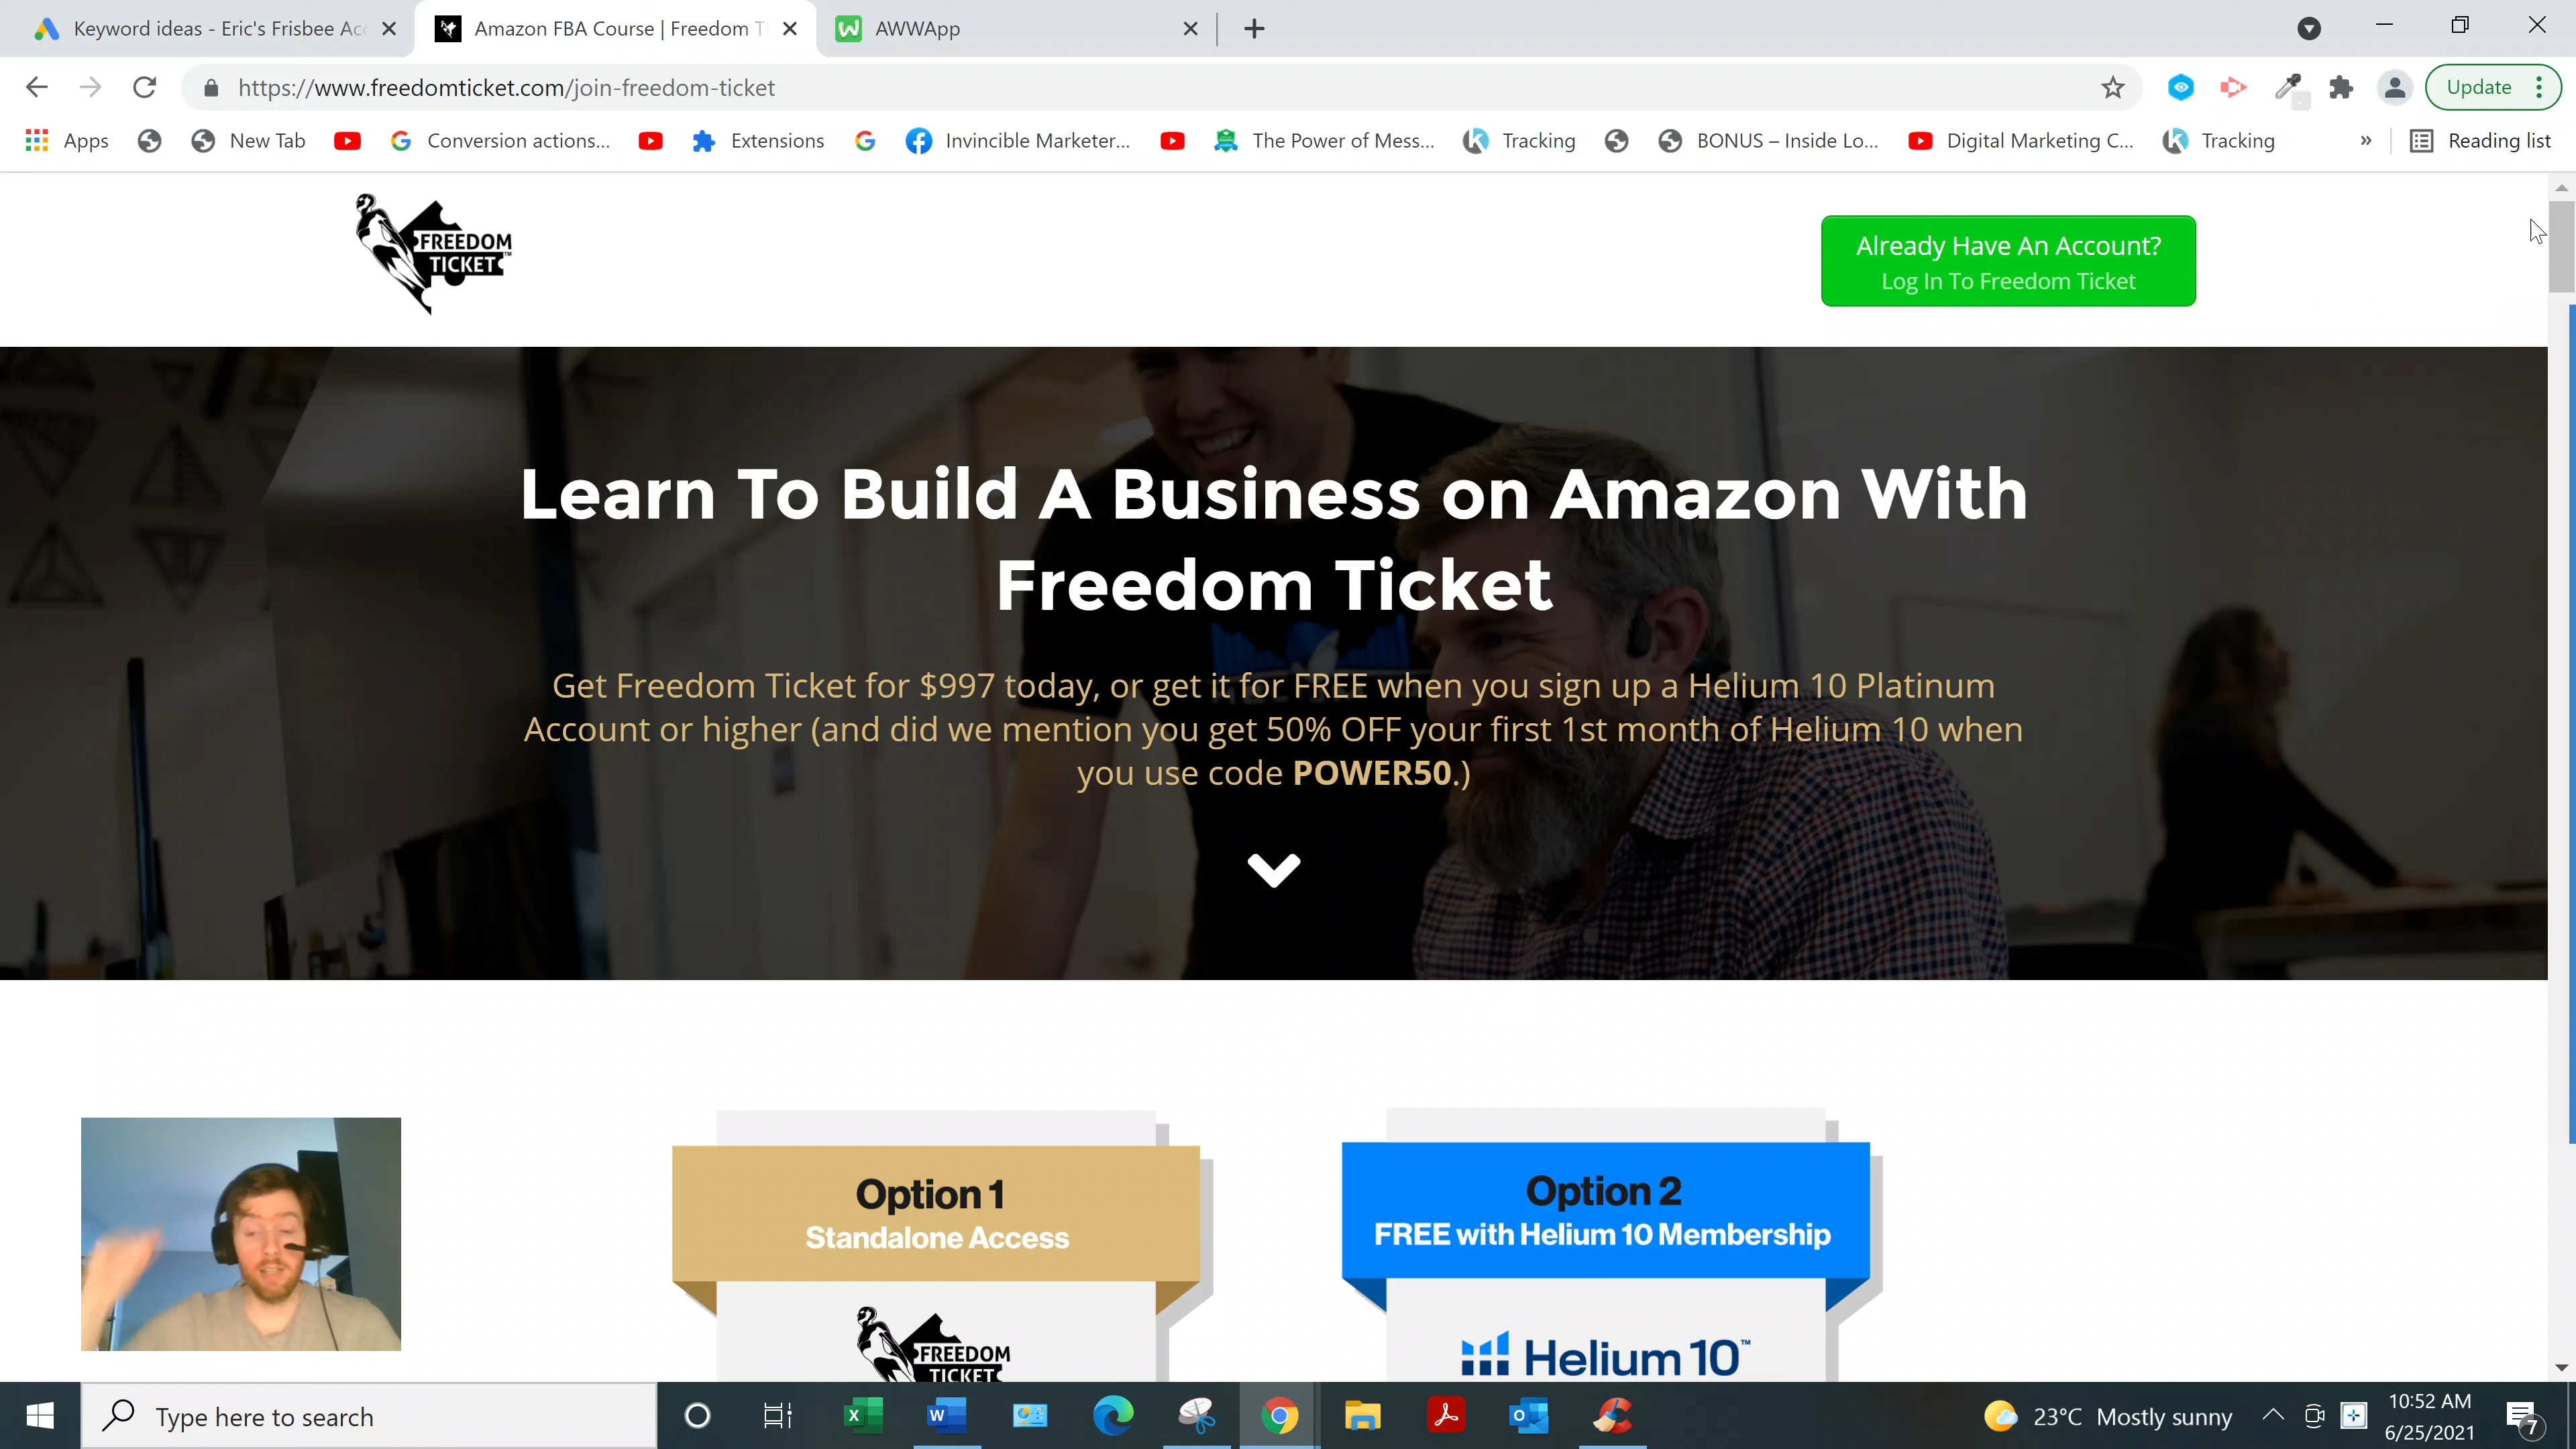 Keyword ideas - Eric's Frisbee Acc
Amazon FBA Course | Freedom T
AWWApp
https://www.freedomticket.com/join-freedom-ticket
Update
Apps
New Tab
Conversion actions...
Extensions
Invincible Marketer...
The Power of Mess...
Tracking
BONUS – Inside Lo...
Digital Marketing C...
Tracking
»
Reading list
FREEDOM
TICKET™
Already Have An Account?
Log In To Freedom Ticket
Learn To Build A Business on Amazon With
Freedom Ticket
Get Freedom Ticket for $997 today, or get it for FREE when you sign up a Helium 10 Platinum
Account or higher (and did we mention you get 50% OFF your first 1st month of Helium 10 when
you use code POWER50.)
Option 1
Standalone Access
FREEDOM
TICKET
Option 2
FREE with Helium 10 Membership
Helium 10™
Type here to search
23°C Mostly sunny
10:52 AM
6/25/2021
7